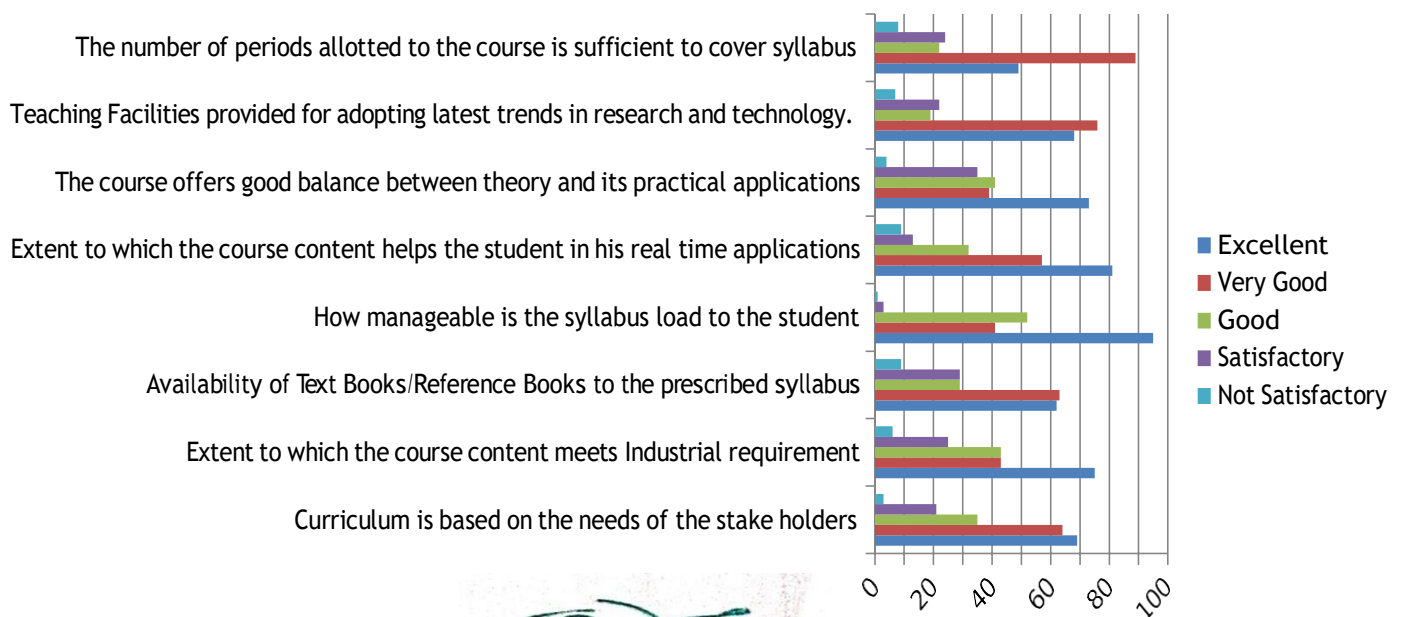 The number of periods allotted to the course is sufficient to cover syllabus
Teaching Facilities provided for adopting latest trends in research and technology.
The course offers good balance between theory and its practical applications
Extent to which the course content helps the student in his real time applications
How manageable is the syllabus load to the student
Availability of Text Books/Reference Books to the prescribed syllabus
Extent to which the course content meets Industrial requirement
Curriculum is based on the needs of the stake holders
0 20 40 60 80 100
Excellent
Very Good
Good
Satisfactory
Not Satisfactory